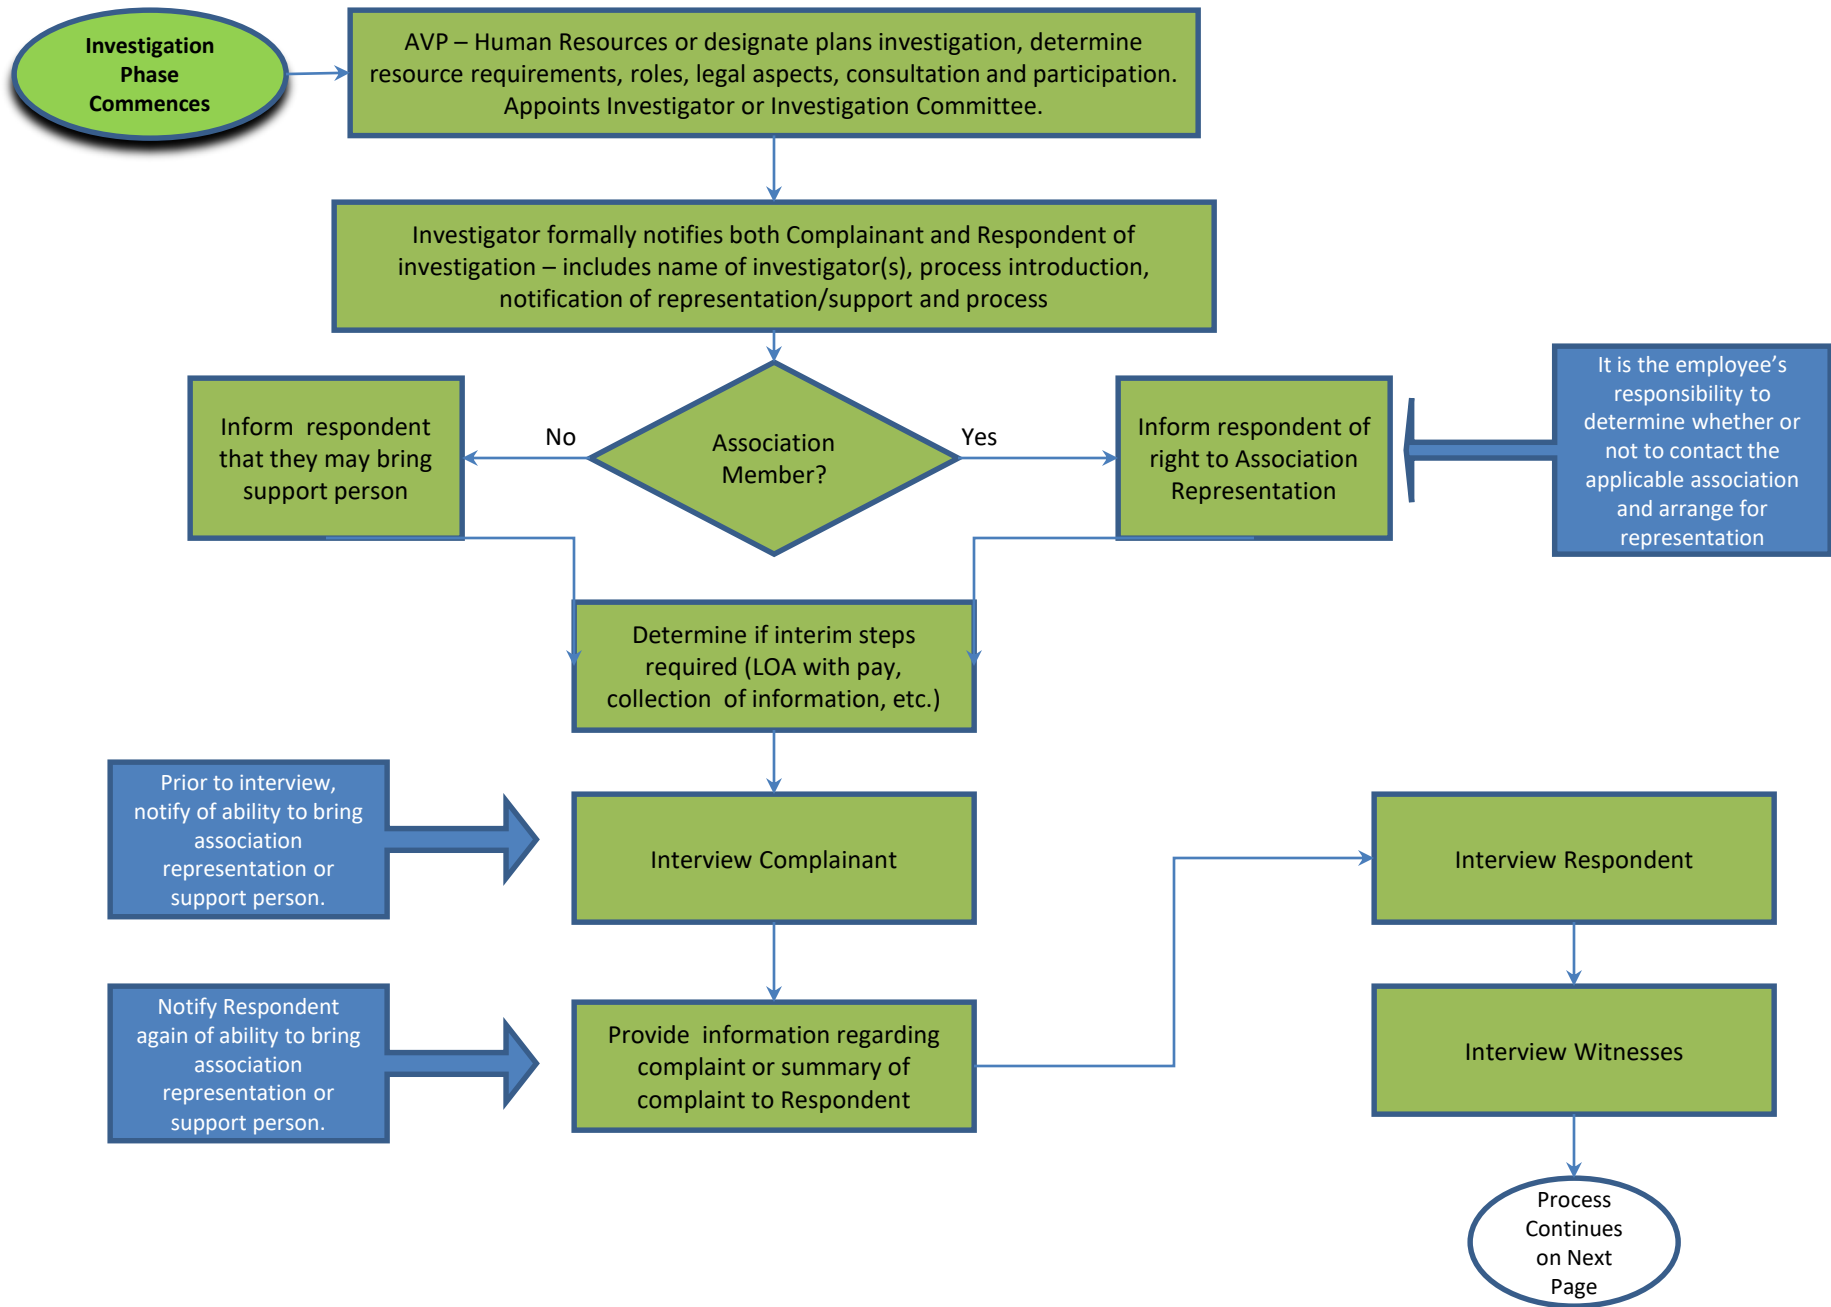 Investigation
Phase
Commences
AVP – Human Resources or designate plans investigation, determine
resource requirements, roles, legal aspects, consultation and participation.
Appoints Investigator or Investigation Committee.
Investigator formally notifies both Complainant and Respondent of
investigation – includes name of investigator(s), process introduction,
notification of representation/support and process
Inform  respondent
that they may bring
support person
No
Association
Member?
Yes
Inform respondent of
right to Association
Representation
It is the employee’s
responsibility to
determine whether or
not to contact the
applicable association
and arrange for
representation
Determine if interim steps
required (LOA with pay,
collection  of information, etc.)
Prior to interview,
notify of ability to bring
association
representation or
support person.
Interview Complainant
Interview Respondent
Notify Respondent
again of ability to bring
association
representation or
support person.
Provide  information regarding
complaint or summary of
complaint to Respondent
Interview Witnesses
Process
Continues
on Next
Page